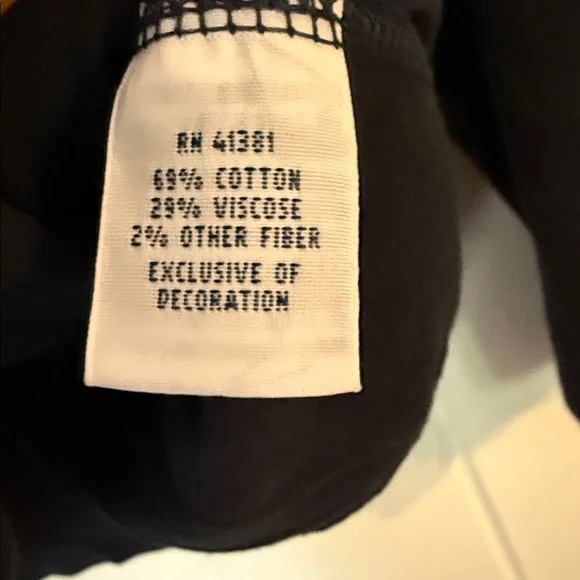 RN 41381
69% COTTON
29% VISCOSE
2% OTHER FIBER
EXCLUSIVE OF
DECORATION